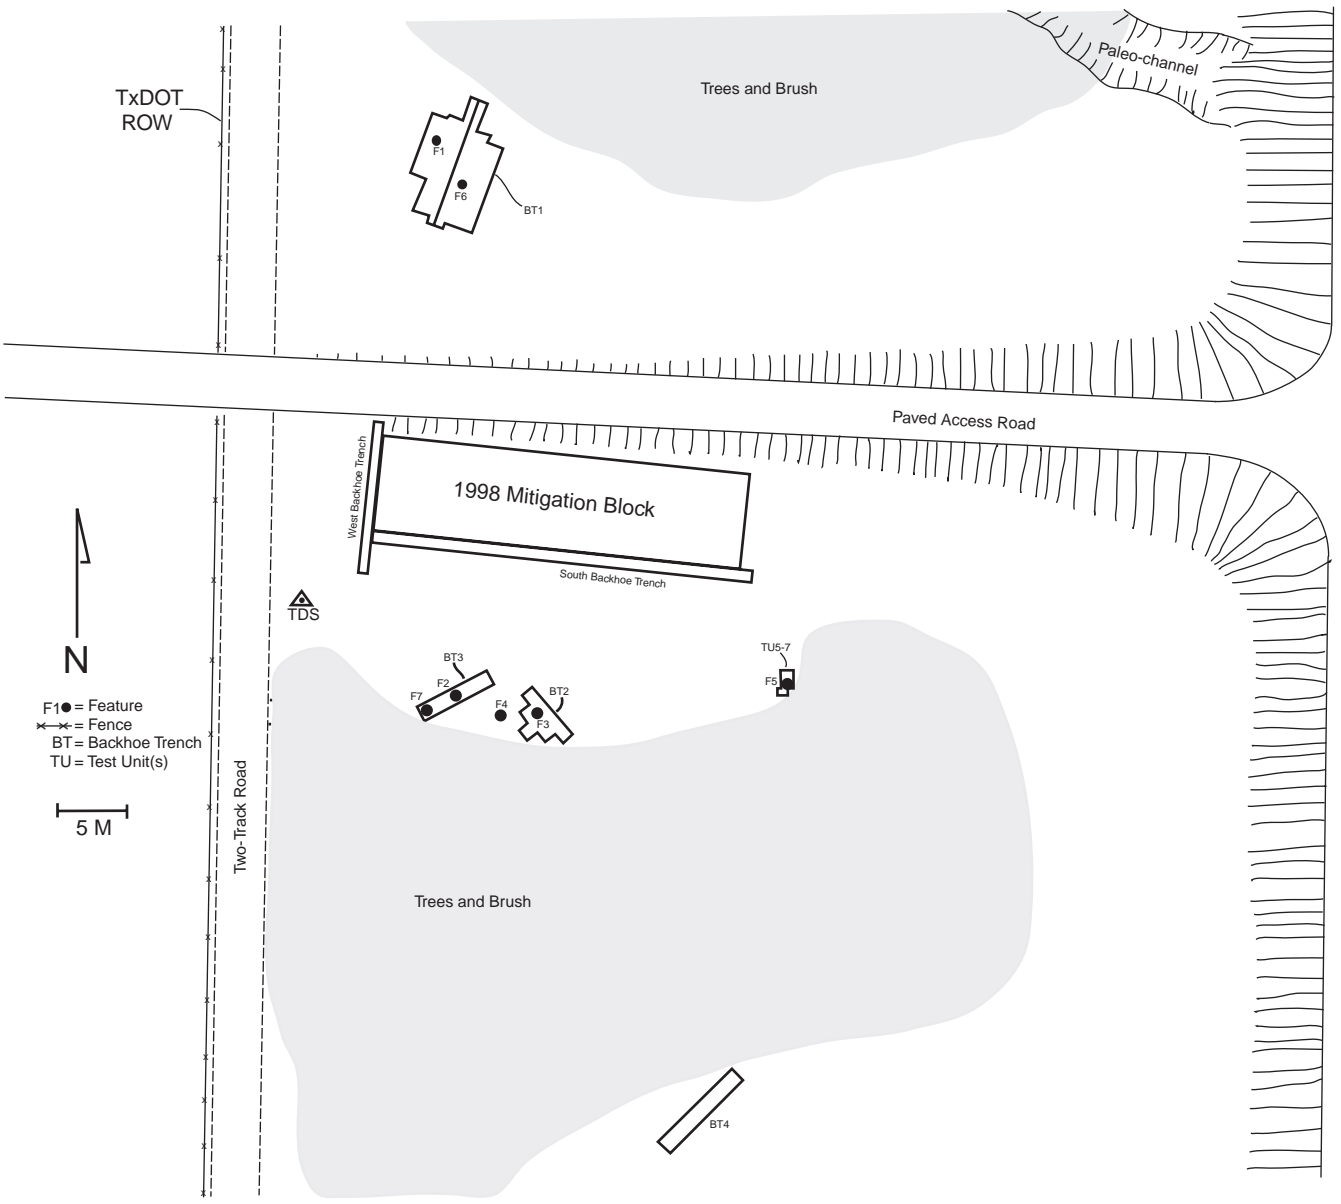 Paleo-channel
Trees and Brush
TxDOT
ROW
F1
F6
BT1
Paved Access Road
West Backhoe Trench
1998 Mitigation Block
South Backhoe Trench
TDS
N
BT3
F2
F7
F4
BT2
F3
TU5-7
F5
F1 = Feature
= Fence
BT = Backhoe Trench
TU = Test Unit(s)
5 M
Two-Track Road
Trees and Brush
BT4